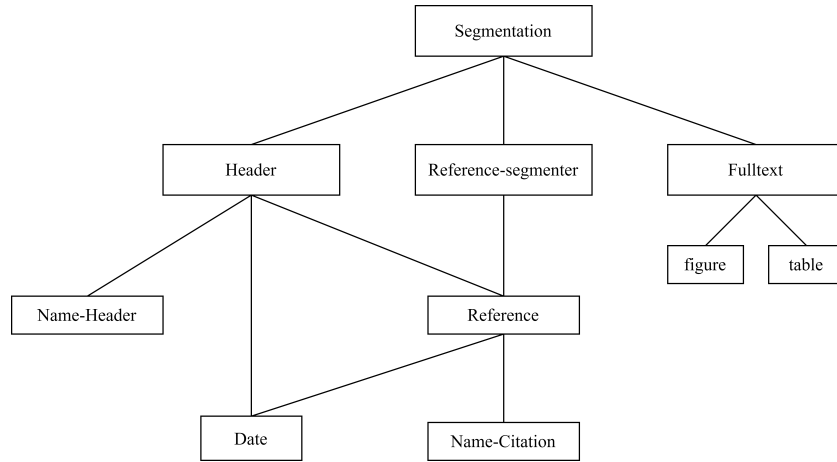 Segmentation
Header
Reference-segmenter
Fulltext
figure
table
Name-Header
Reference
Date
Name-Citation